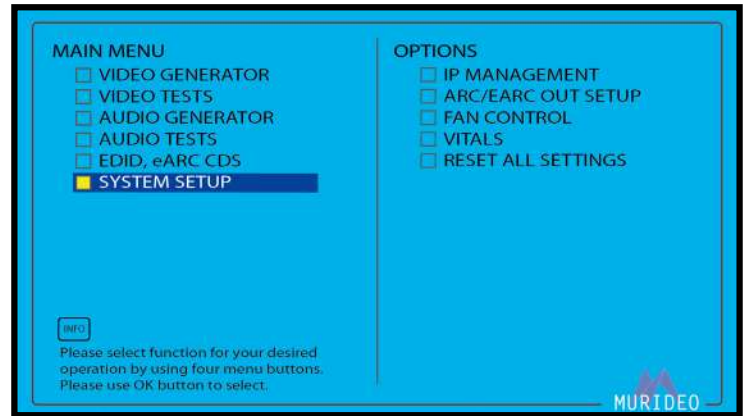 MAIN MENU
VIDEO GENERATOR
VIDEO TESTS
AUDIO GENERATOR
AUDIO TESTS
EDID, eARC CDS
SYSTEM SETUP
OPTIONS
IP MANAGEMENT
ARC/EARC OUT SETUP
FAN CONTROL
VITALS
RESET ALL SETTINGS
INFO
Please select function for your desired
operation by using four menu buttons.
Please use OK button to select.
MURIDEO